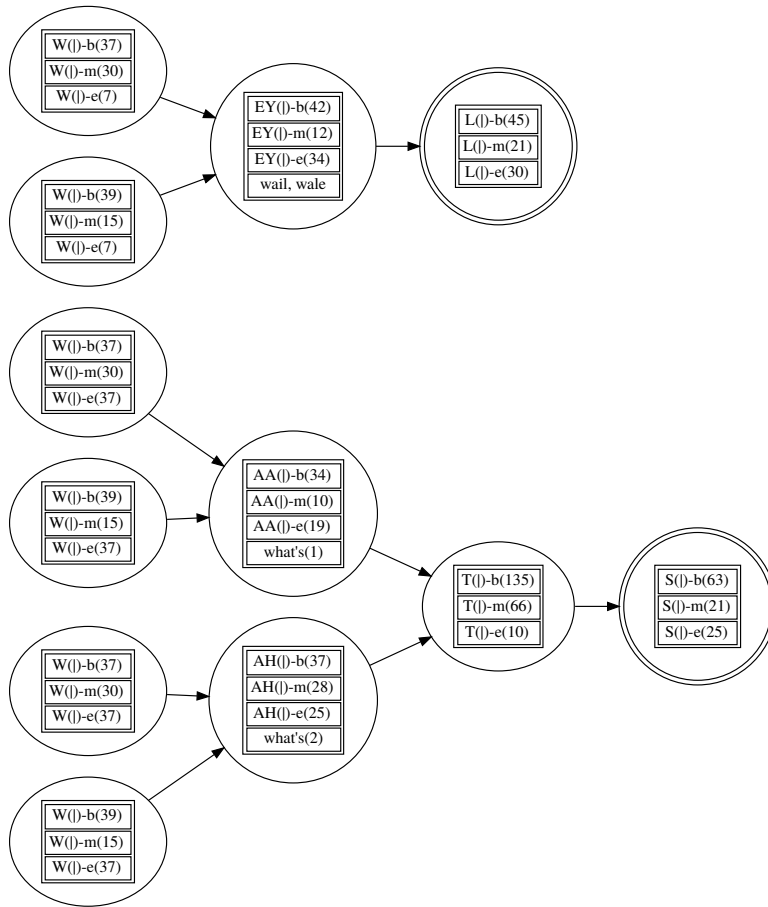 W(|)-b(37)
W(|)-m(30)
W(|)-e(7)
W(|)-b(39)
W(|)-m(15)
W(|)-e(7)
EY(|)-b(42)
EY(|)-m(12)
EY(|)-e(34)
wail, wale
L(|)-b(45)
L(|)-m(21)
L(|)-e(30)
W(|)-b(37)
W(|)-m(30)
W(|)-e(37)
W(|)-b(39)
W(|)-m(15)
W(|)-e(37)
AA(|)-b(34)
AA(|)-m(10)
AA(|)-e(19)
what's(1)
W(|)-b(37)
W(|)-m(30)
W(|)-e(37)
W(|)-b(39)
W(|)-m(15)
W(|)-e(37)
AH(|)-b(37)
AH(|)-m(28)
AH(|)-e(25)
what's(2)
T(|)-b(135)
T(|)-m(66)
T(|)-e(10)
S(|)-b(63)
S(|)-m(21)
S(|)-e(25)